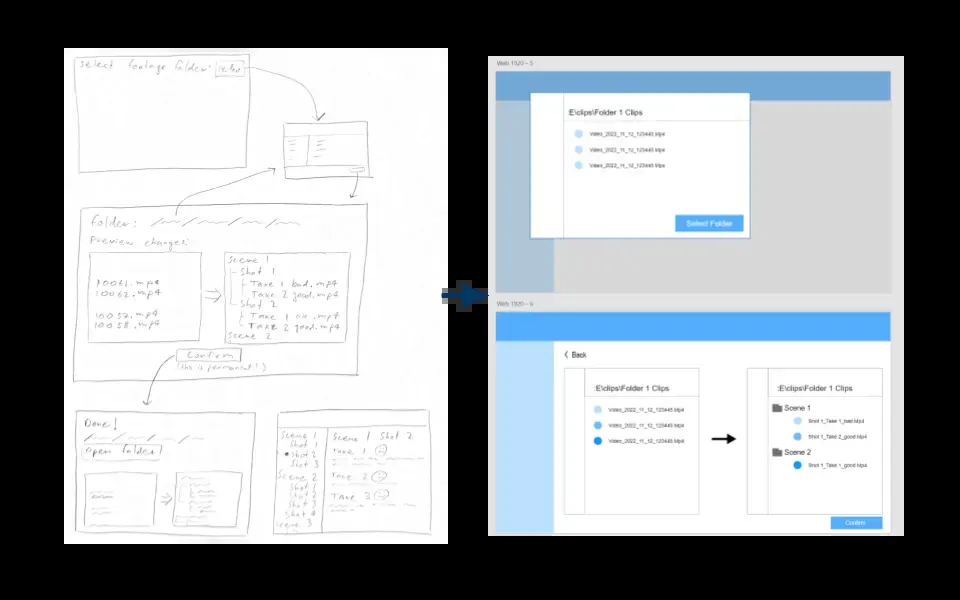 Select footage folder:
Folder:
Preview changes:
10061.mp4
10062.mp4
10057.mp4
10058.mp4
Scene 1
Shot 1
Take 1 bad.mp4
Take 2 good.mp4
Shot 2
Take 1 .mp4
Take 2 good.mp4
Scene 2
Confirm
(this is permanent!)
Done!
open folder
Scene 1
Shot 1
Shot 2
Shot 3
Scene 2
Shot 1
Shot 2
Shot 3
Shot 4
Scene 3
Scene 1 Shot 2
Take 1
Take 2
Take 3
Web 1920 – 5
:E\clips\Folder 1 Clips
Video_2022_11_12_123445.Mp4
Video_2022_11_12_123445.Mp4
Video_2022_11_12_123445.Mp4
Select Folder
Web 1920 – 6
Back
:E\clips\Folder 1 Clips
Video_2022_11_12_123445.Mp4
Video_2022_11_12_123445.Mp4
Video_2022_11_12_123445.Mp4
:E\clips\Folder 1 Clips
Scene 1
Shot 1_Take 1_bad.Mp4
Shot 1_Take 2_good.Mp4
Scene 2
Shot 1_Take 1_good.Mp4
Confirm